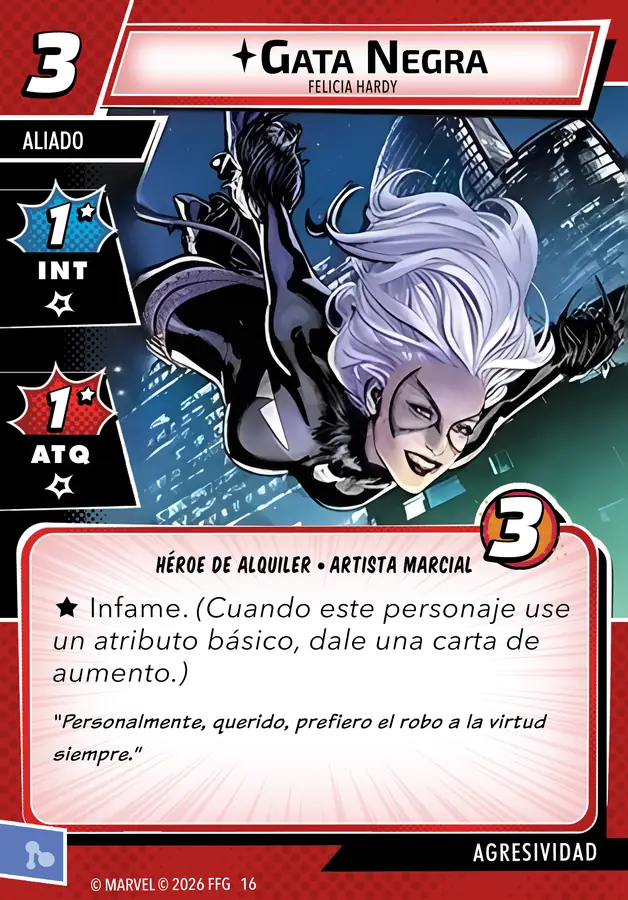 3
GATA NEGRA
FELICIA HARDY
ALIADO
1
INT
1
ATQ
3
HÉROE DE ALQUILER • ARTISTA MARCIAL
★ Infame. (Cuando este personaje use
un atributo básico, dale una carta de
aumento.)
"Personalmente, querido, prefiero el robo a la virtud
siempre."
AGRESIVIDAD
© MARVEL © 2026 FFG 16